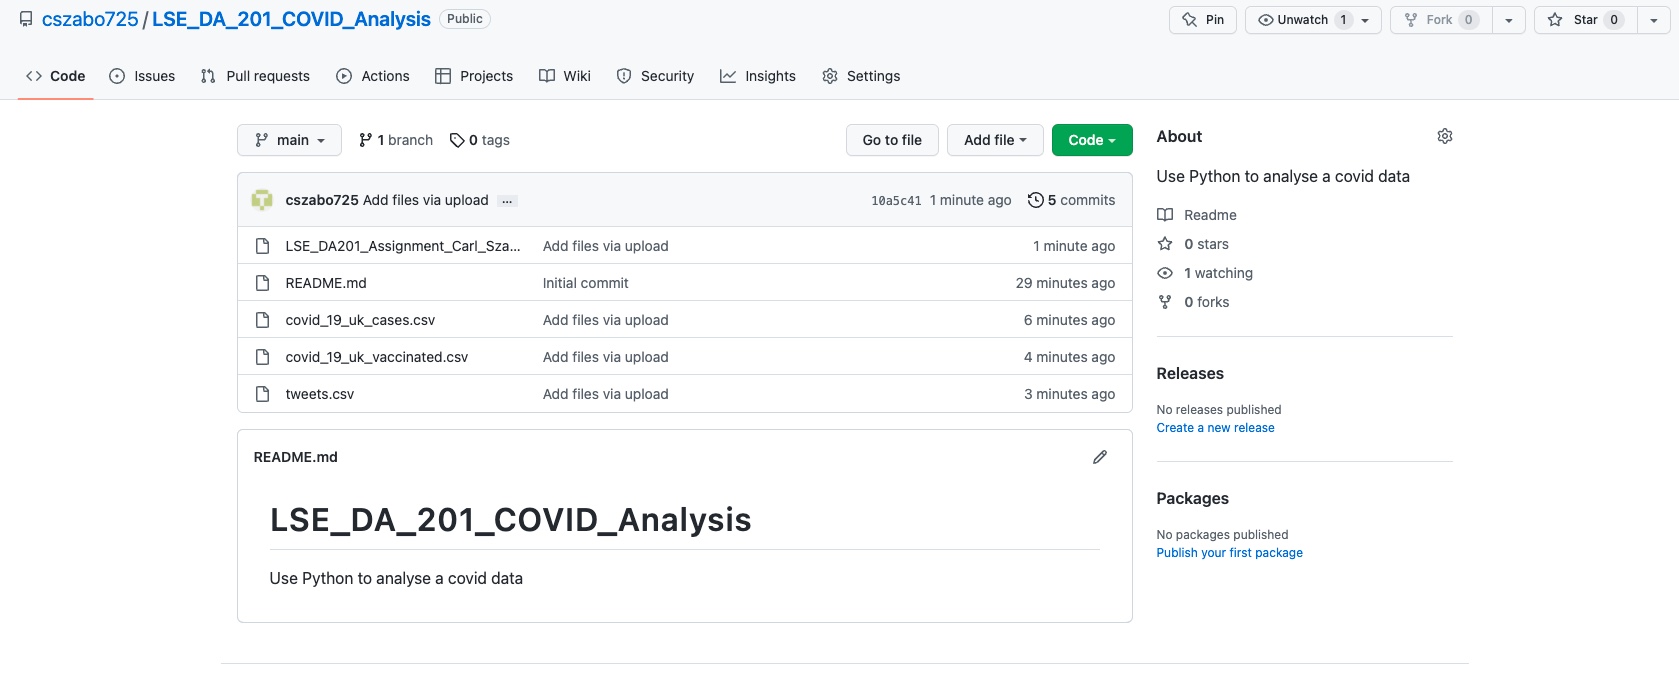 cszabo725 / LSE_DA_201_COVID_Analysis Public Pin Unwatch 1 Fork 0 Star 0
Code Issues Pull requests Actions Projects Wiki Security Insights Settings
main 1 branch 0 tags Go to file Add file Code
cszabo725 Add files via upload ... 10a5c41 1 minute ago 5 commits
LSE_DA201_Assignment_Carl_Sza... Add files via upload 1 minute ago
README.md Initial commit 29 minutes ago
covid_19_uk_cases.csv Add files via upload 6 minutes ago
covid_19_uk_vaccinated.csv Add files via upload 4 minutes ago
tweets.csv Add files via upload 3 minutes ago
README.md
LSE_DA_201_COVID_Analysis
Use Python to analyse a covid data
About
Use Python to analyse a covid data
Readme
0 stars
1 watching
0 forks
Releases
No releases published
Create a new release
Packages
No packages published
Publish your first package